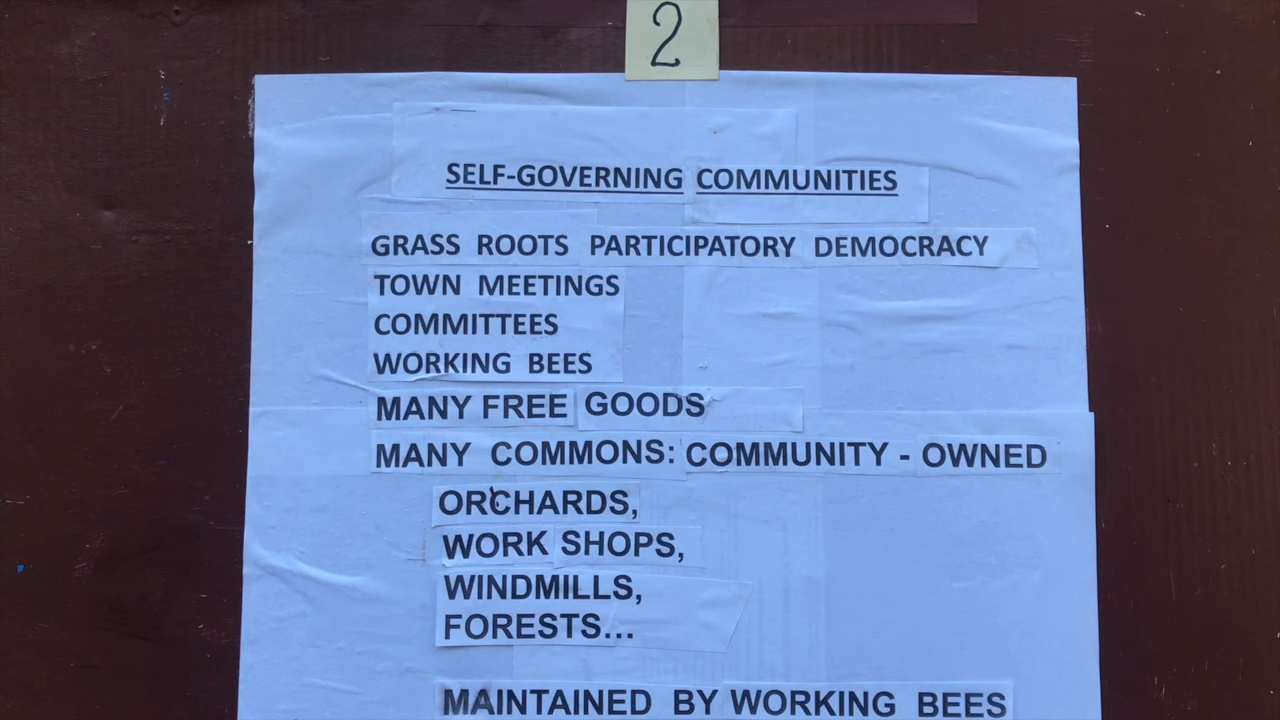 2
SELF-GOVERNING COMMUNITIES
GRASS ROOTS PARTICIPATORY DEMOCRACY
TOWN MEETINGS
COMMITTEES
WORKING BEES
MANY FREE GOODS
MANY COMMONS: COMMUNITY - OWNED
ORCHARDS,
WORK SHOPS,
WINDMILLS,
FORESTS...
MAINTAINED BY WORKING BEES